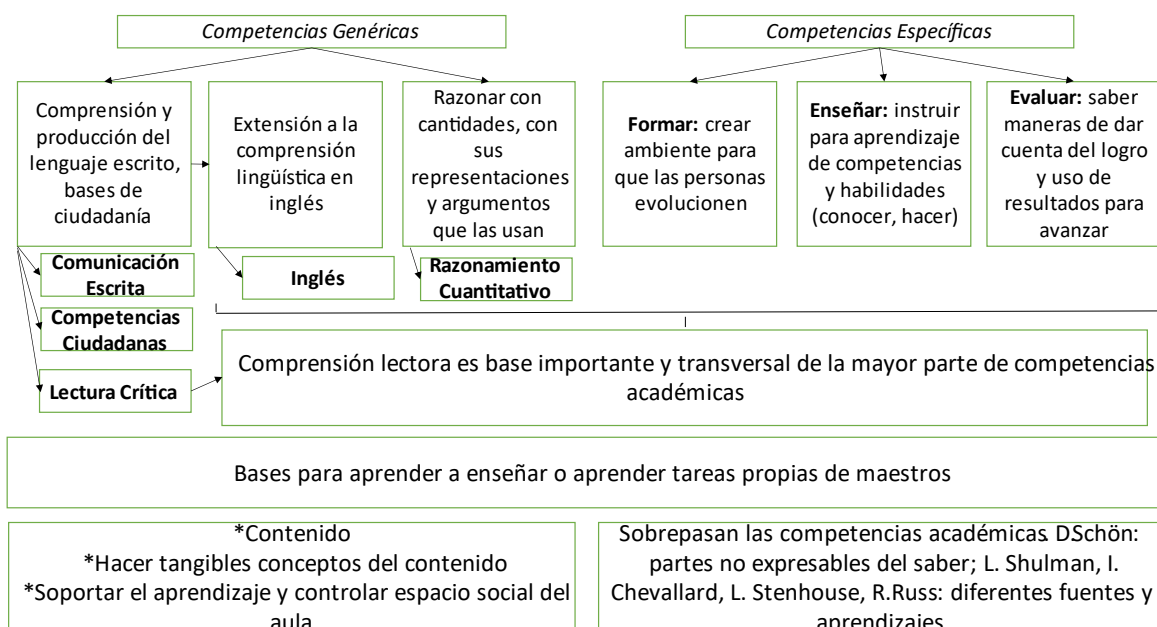 Competencias Genéricas
Competencias Específicas
Comprensión y
producción del
lenguaje escrito,
bases de
ciudadanía
Extensión a la
comprensión
lingüística en
inglés
Razonar con
cantidades, con
sus
representaciones
y argumentos
que las usan
Formar: crear
ambiente para
que las personas
evolucionen
Enseñar: instruir
para aprendizaje
de competencias
y habilidades
(conocer, hacer)
Evaluar: saber
maneras de dar
cuenta del logro
y uso de
resultados para
avanzar
Comunicación
Escrita
Inglés
Razonamiento
Cuantitativo
Competencias
Ciudadanas
Lectura Crítica
Comprensión lectora es base importante y transversal de la mayor parte de competencias
académicas
Bases para aprender a enseñar o aprender tareas propias de maestros
*Contenido
*Hacer tangibles conceptos del contenido
*Soportar el aprendizaje y controlar espacio social del
aula
Sobrepasan las competencias académicas. D.Schön:
partes no expresables del saber; L. Shulman, I.
Chevallard, L. Stenhouse, R.Russ: diferentes fuentes y
aprendizajes